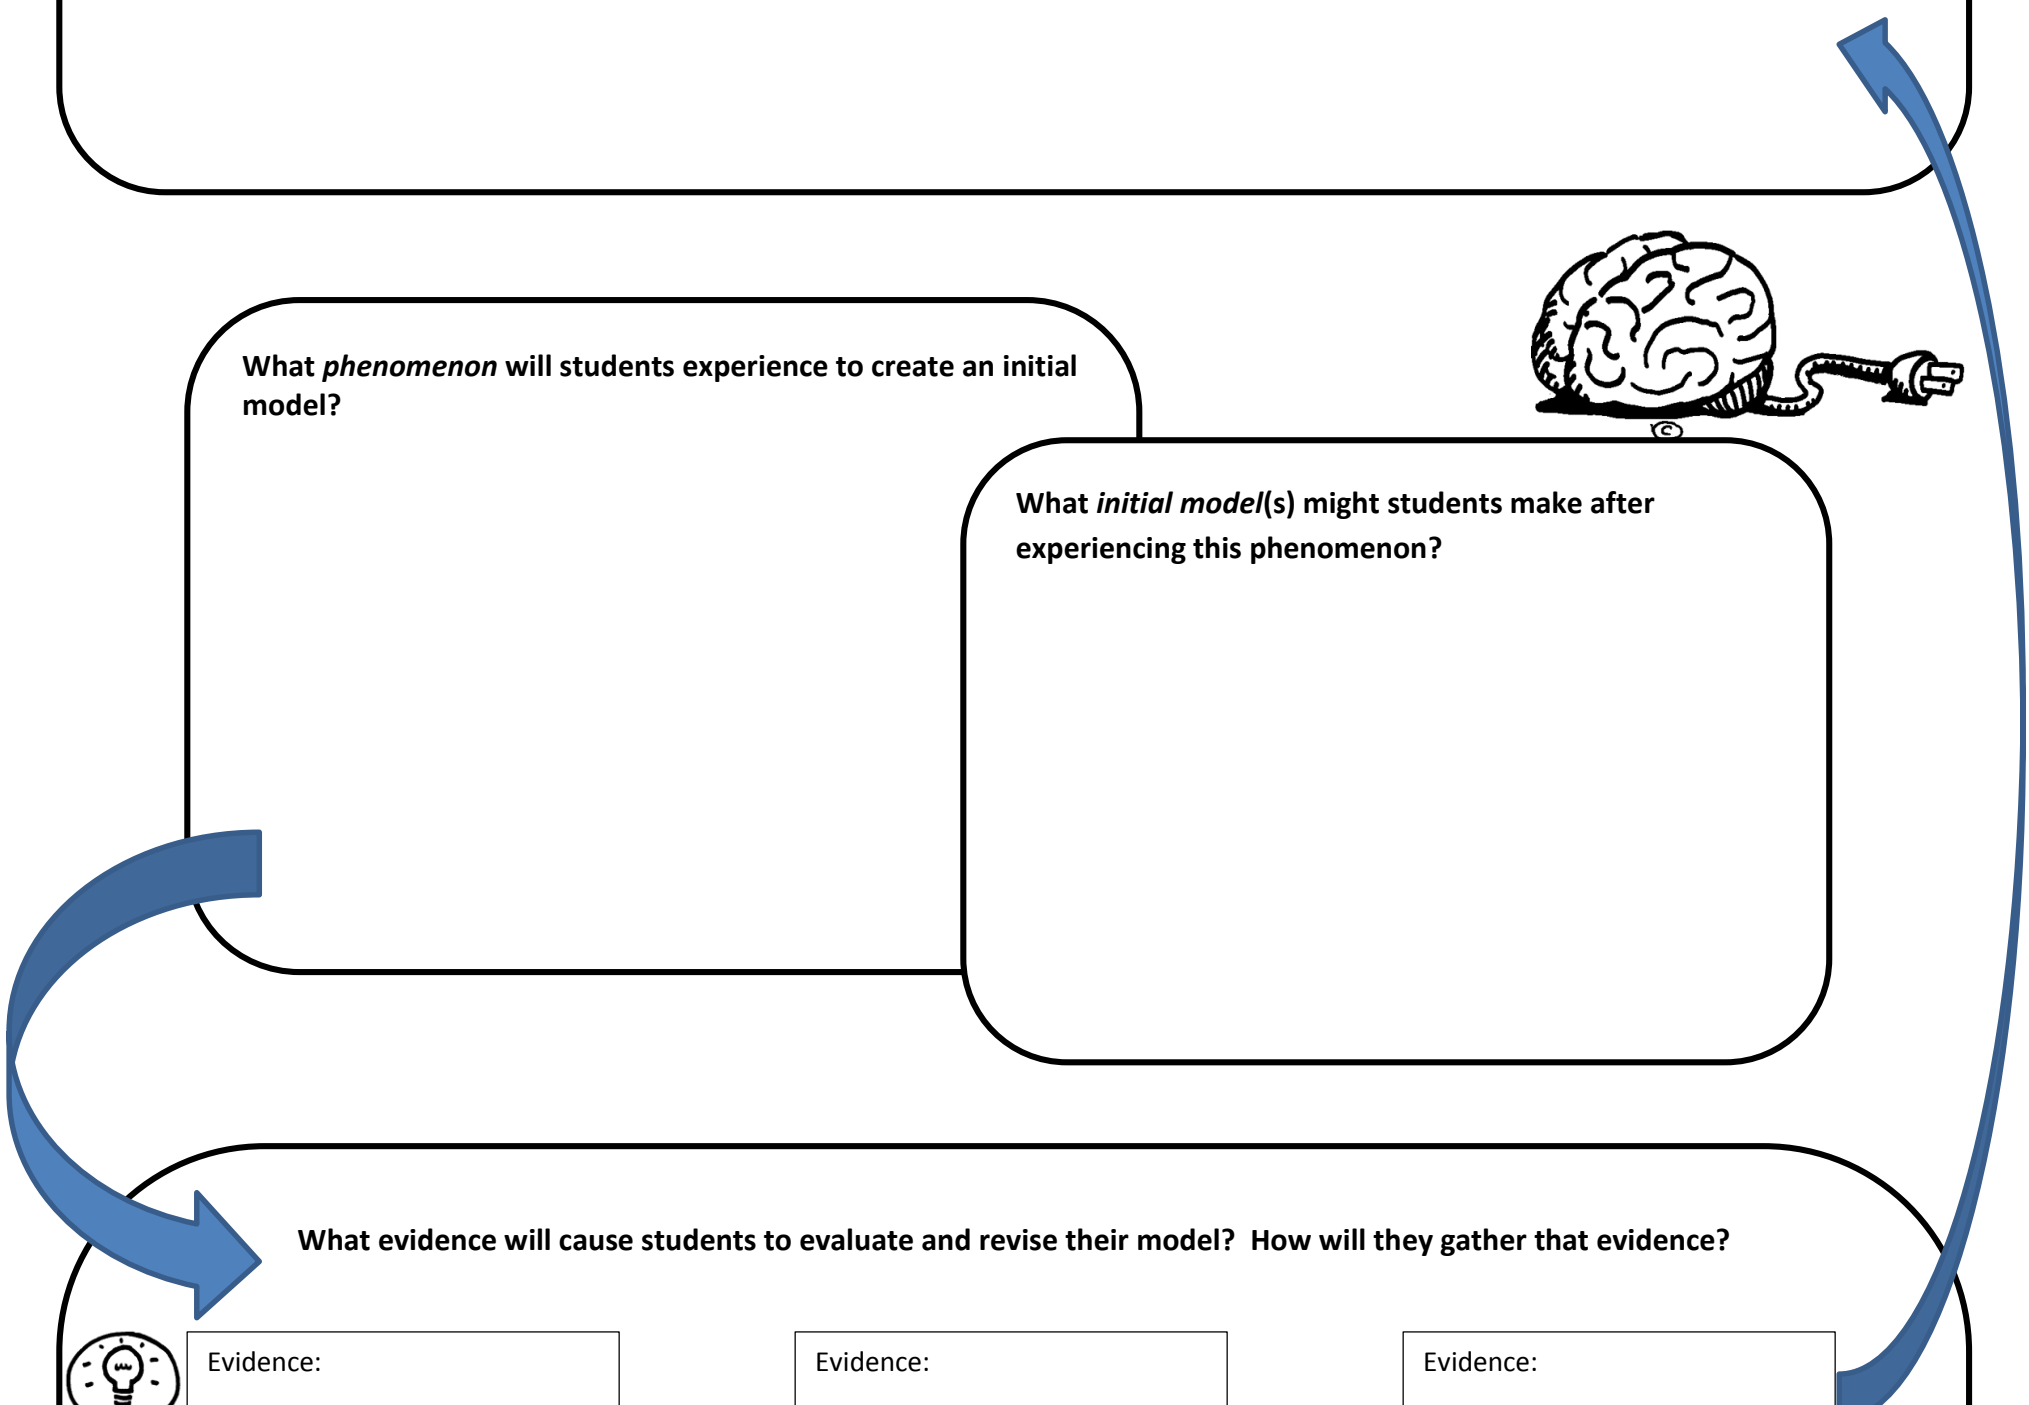 What phenomenon will students experience to create an initial
model?
©
What initial model(s) might students make after
experiencing this phenomenon?
What evidence will cause students to evaluate and revise their model?  How will they gather that evidence?
Evidence:
Evidence:
Evidence: